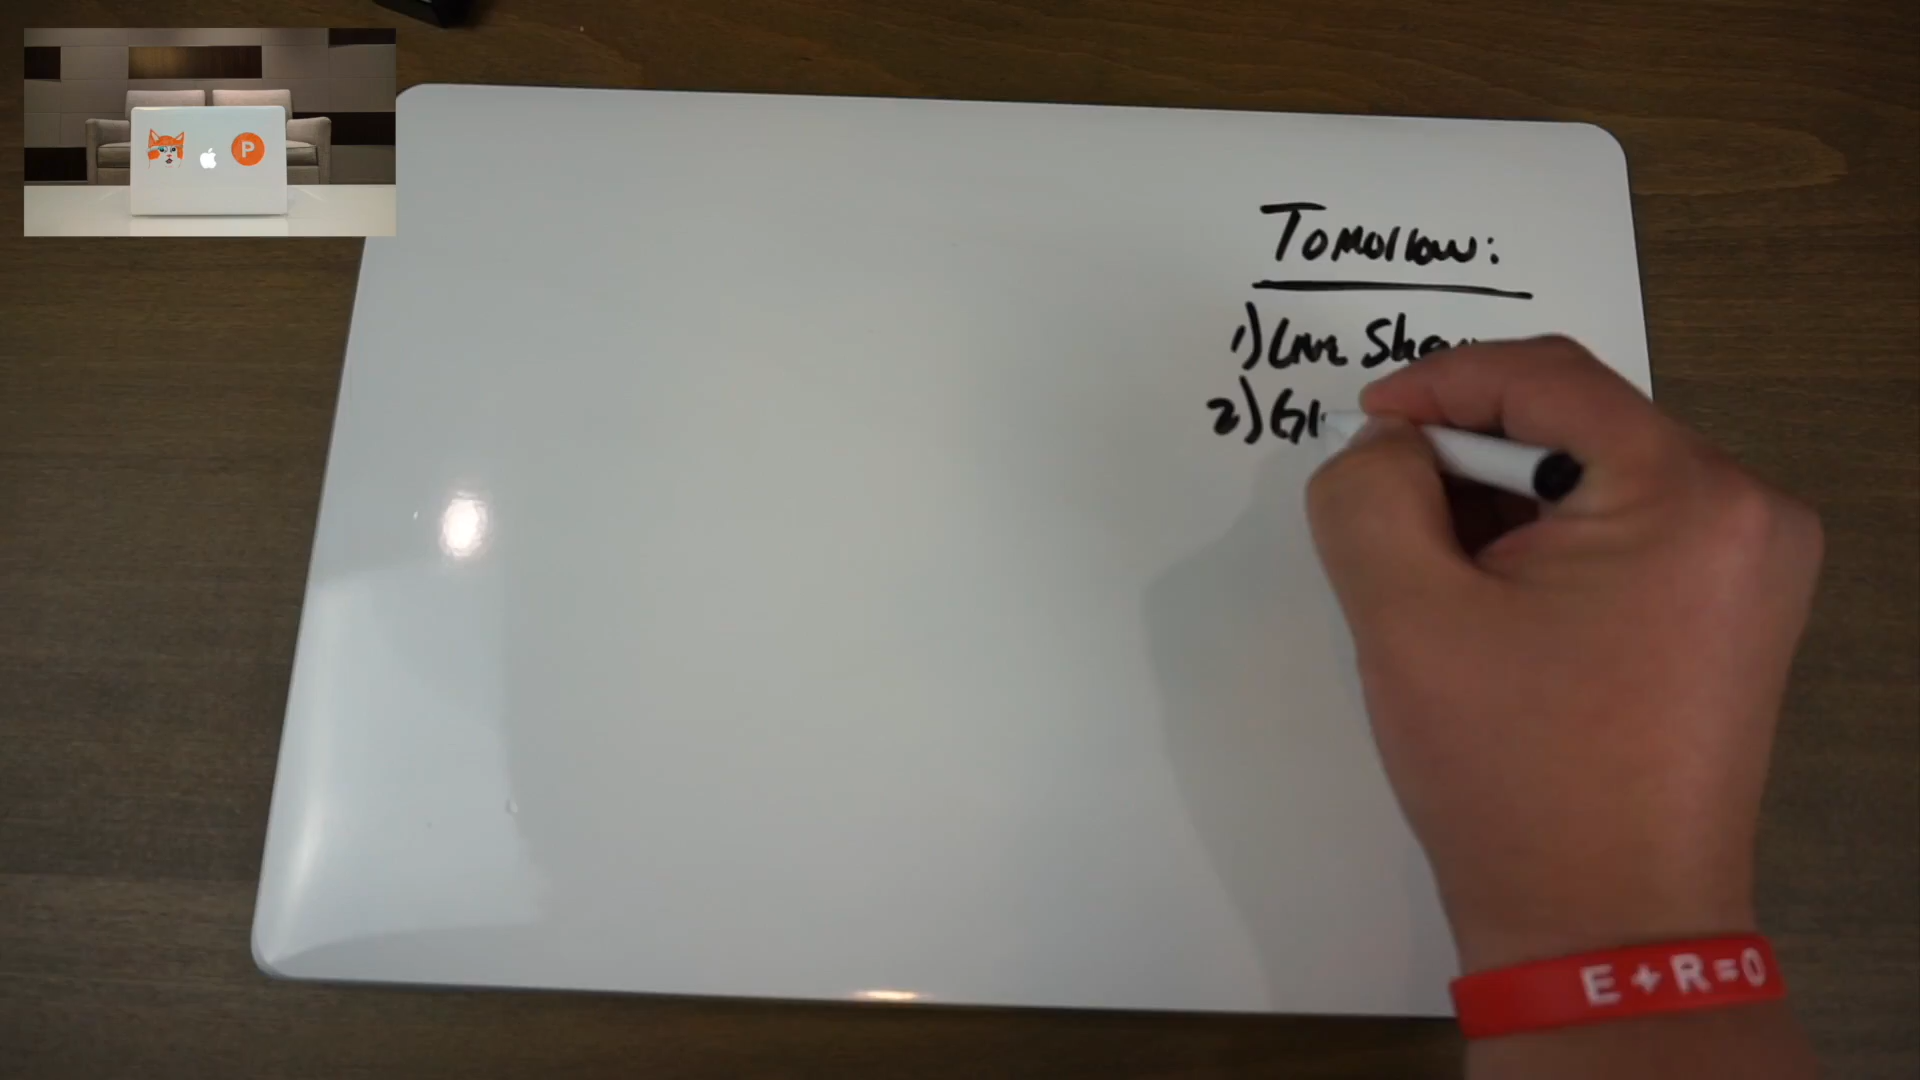 P
Tomorrow:
1) Live Show
2)
E + R = O